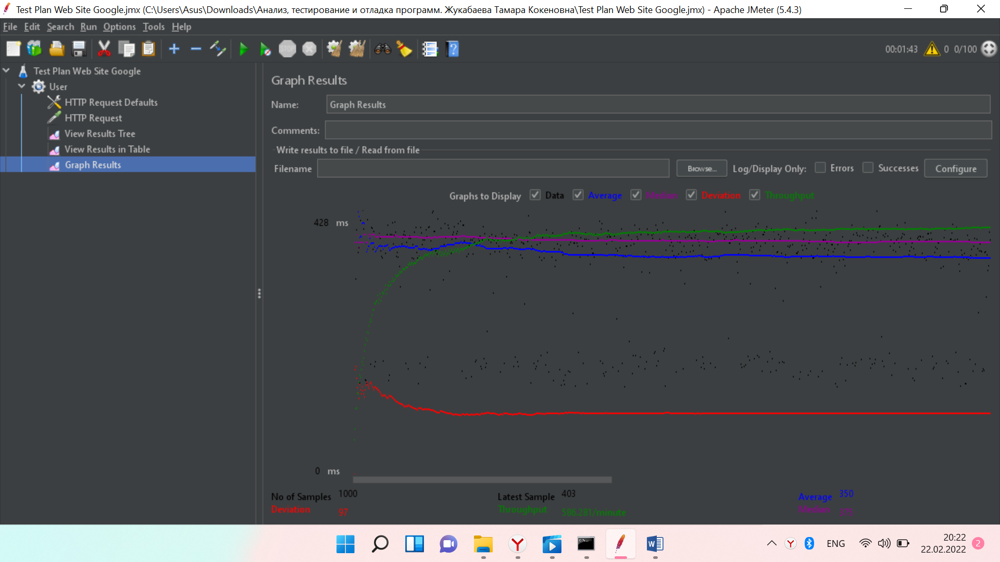 Test Plan Web Site Google.jmx (C:\Users\Asus\Downloads\Анализ, тестирование и отладка программ. Жукабаева Тамара Кокеновна\Test Plan Web Site Google.jmx) - Apache JMeter (5.4.3)
File Edit Search Run Options Tools Help
STOP
?
00:01:43 0 0/100
Test Plan Web Site Google
User
HTTP Request Defaults
HTTP Request
View Results Tree
View Results in Table
Graph Results
Graph Results
Name: Graph Results
Comments:
Write results to file / Read from file
Filename Browse... Log/Display Only: Errors Successes Configure
Graphs to Display Data Average Median Deviation Throughput
428 ms
0 ms
No of Samples 1000 Latest Sample 403 Average 350
Deviation 97 Throughput 586,281/minute Median 375
ENG
20:22
22.02.2022
2